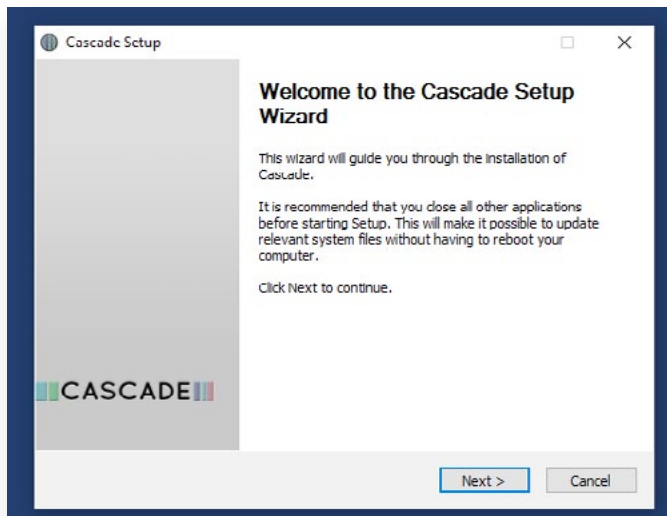 Cascade Setup
Welcome to the Cascade Setup
Wizard
This wizard will guide you through the installation of
Cascade.
It is recommended that you close all other applications
before starting Setup. This will make it possible to update
relevant system files without having to reboot your
computer.
Click Next to continue.
CASCADE
Next >
Cancel